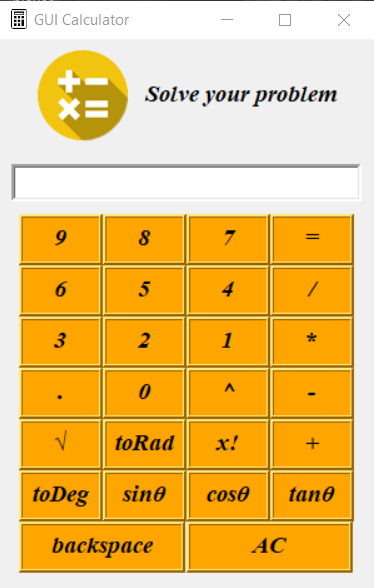 GUI Calculator
Solve your problem
9 8 7 =
6 5 4 /
3 2 1 *
. 0 ^ -
√ toRad x! +
toDeg sinθ cosθ tanθ
backspace AC